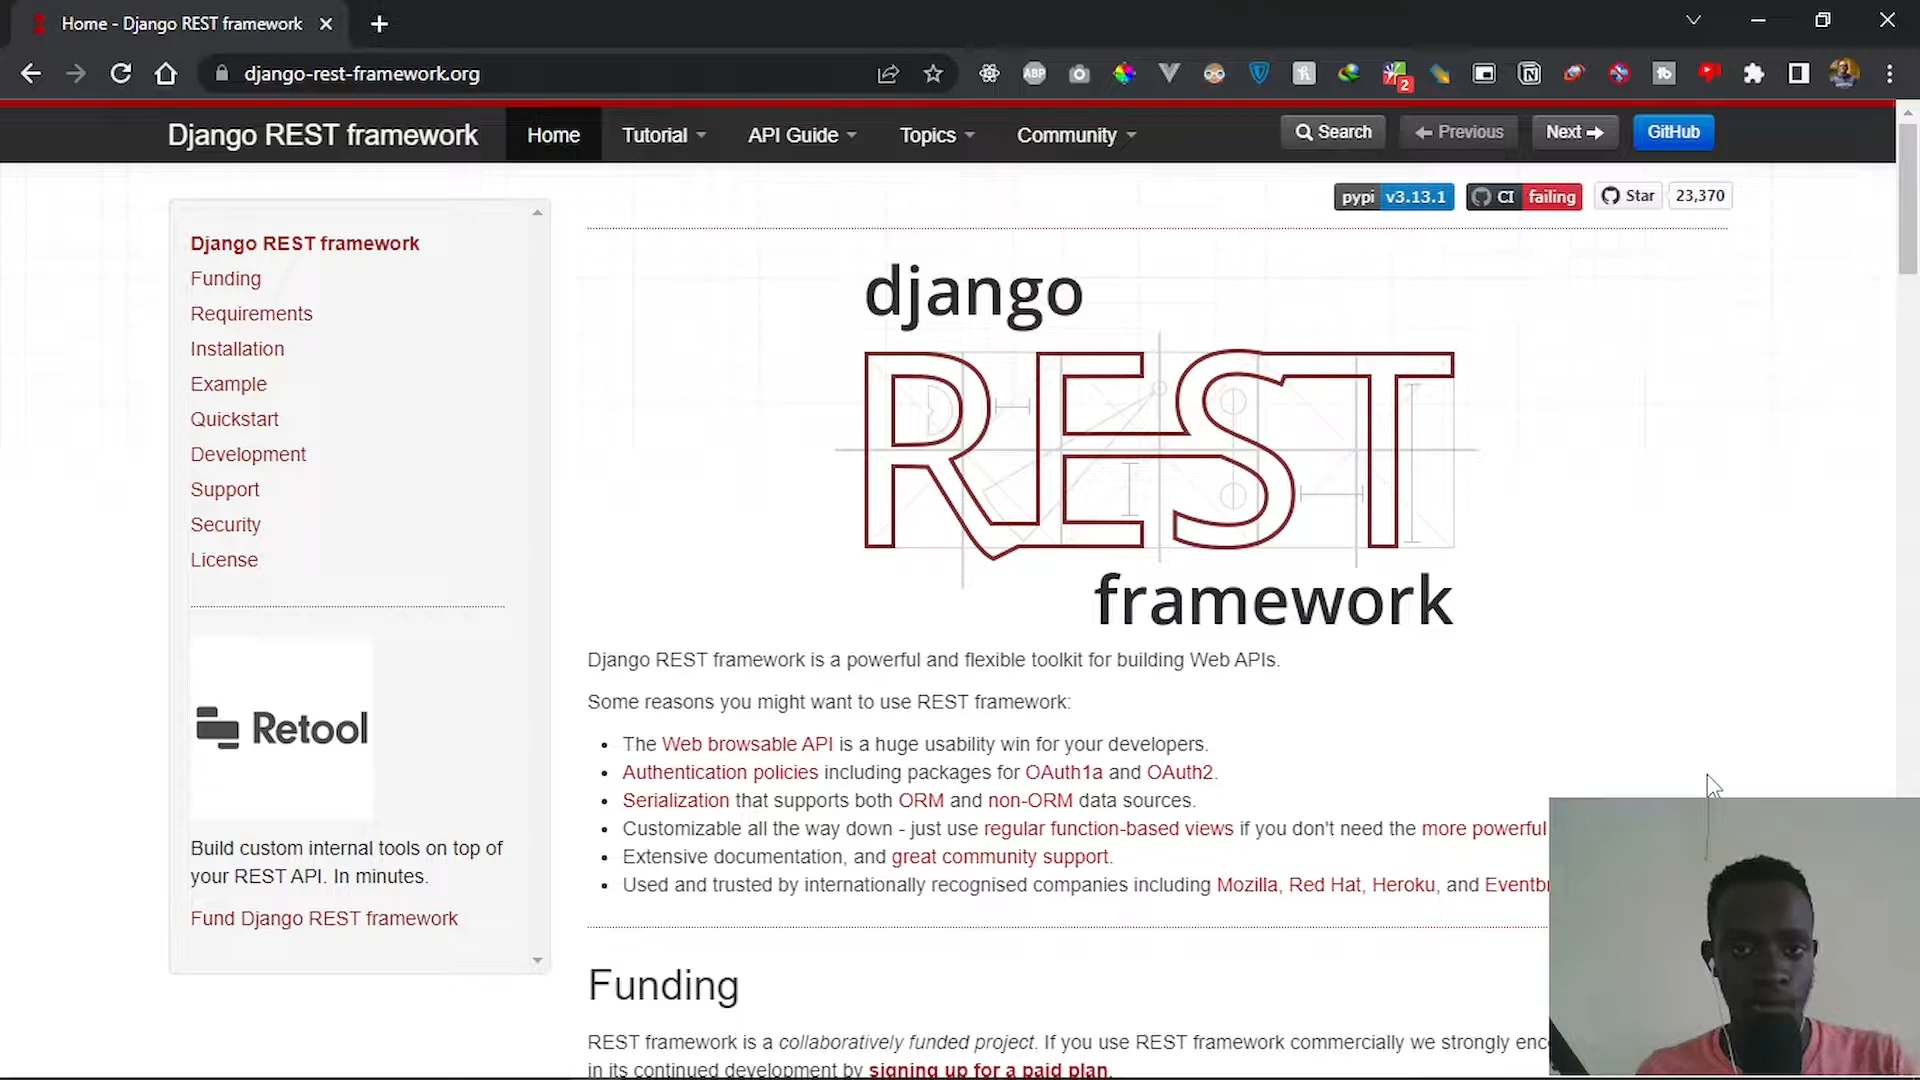 Home - Django REST framework
django-rest-framework.org
ABP
2
Django REST framework Home Tutorial API Guide Topics Community Search Previous Next GitHub
pypi v3.13.1 CI failing Star 23,370
Django REST framework
Funding
Requirements
Installation
Example
Quickstart
Development
Support
Security
License
Retool
Build custom internal tools on top of
your REST API. In minutes.
Fund Django REST framework
django
REST
framework
Django REST framework is a powerful and flexible toolkit for building Web APIs.
Some reasons you might want to use REST framework:
The Web browsable API is a huge usability win for your developers.
Authentication policies including packages for OAuth1a and OAuth2.
Serialization that supports both ORM and non-ORM data sources.
Customizable all the way down - just use regular function-based views if you don't need the more powerful
Extensive documentation, and great community support.
Used and trusted by internationally recognised companies including Mozilla, Red Hat, Heroku, and
Funding
REST framework is a collaboratively funded project. If you use REST framework commercially we strongly
in its continued development by signing up for a paid plan.